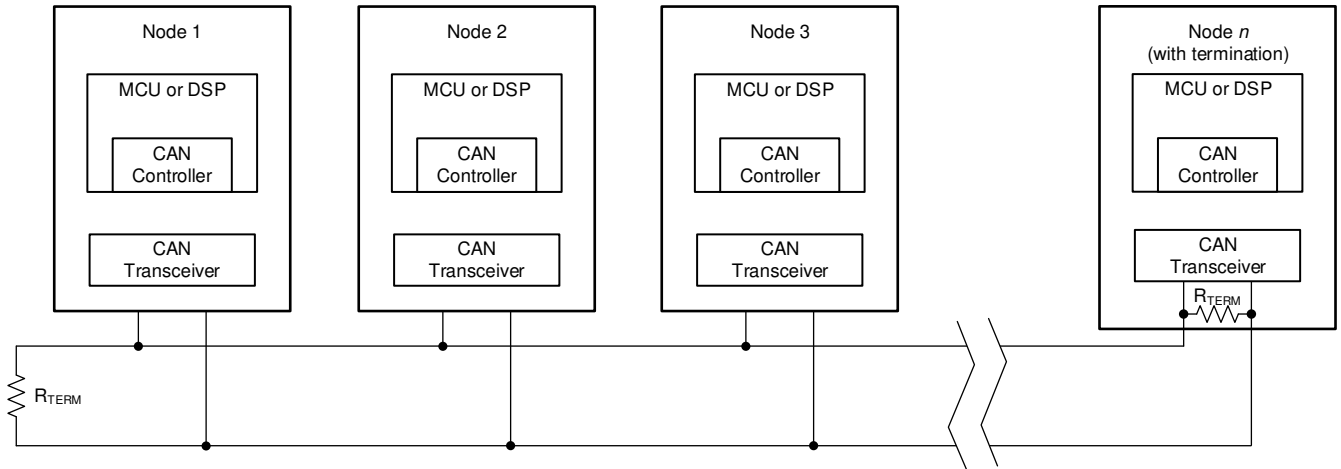 Node 1
MCU or DSP
CAN
Controller
CAN
Transceiver
Node 2
MCU or DSP
CAN
Controller
CAN
Transceiver
Node 3
MCU or DSP
CAN
Controller
CAN
Transceiver
Node n
(with termination)
MCU or DSP
CAN
Controller
CAN
Transceiver
RTERM
RTERM